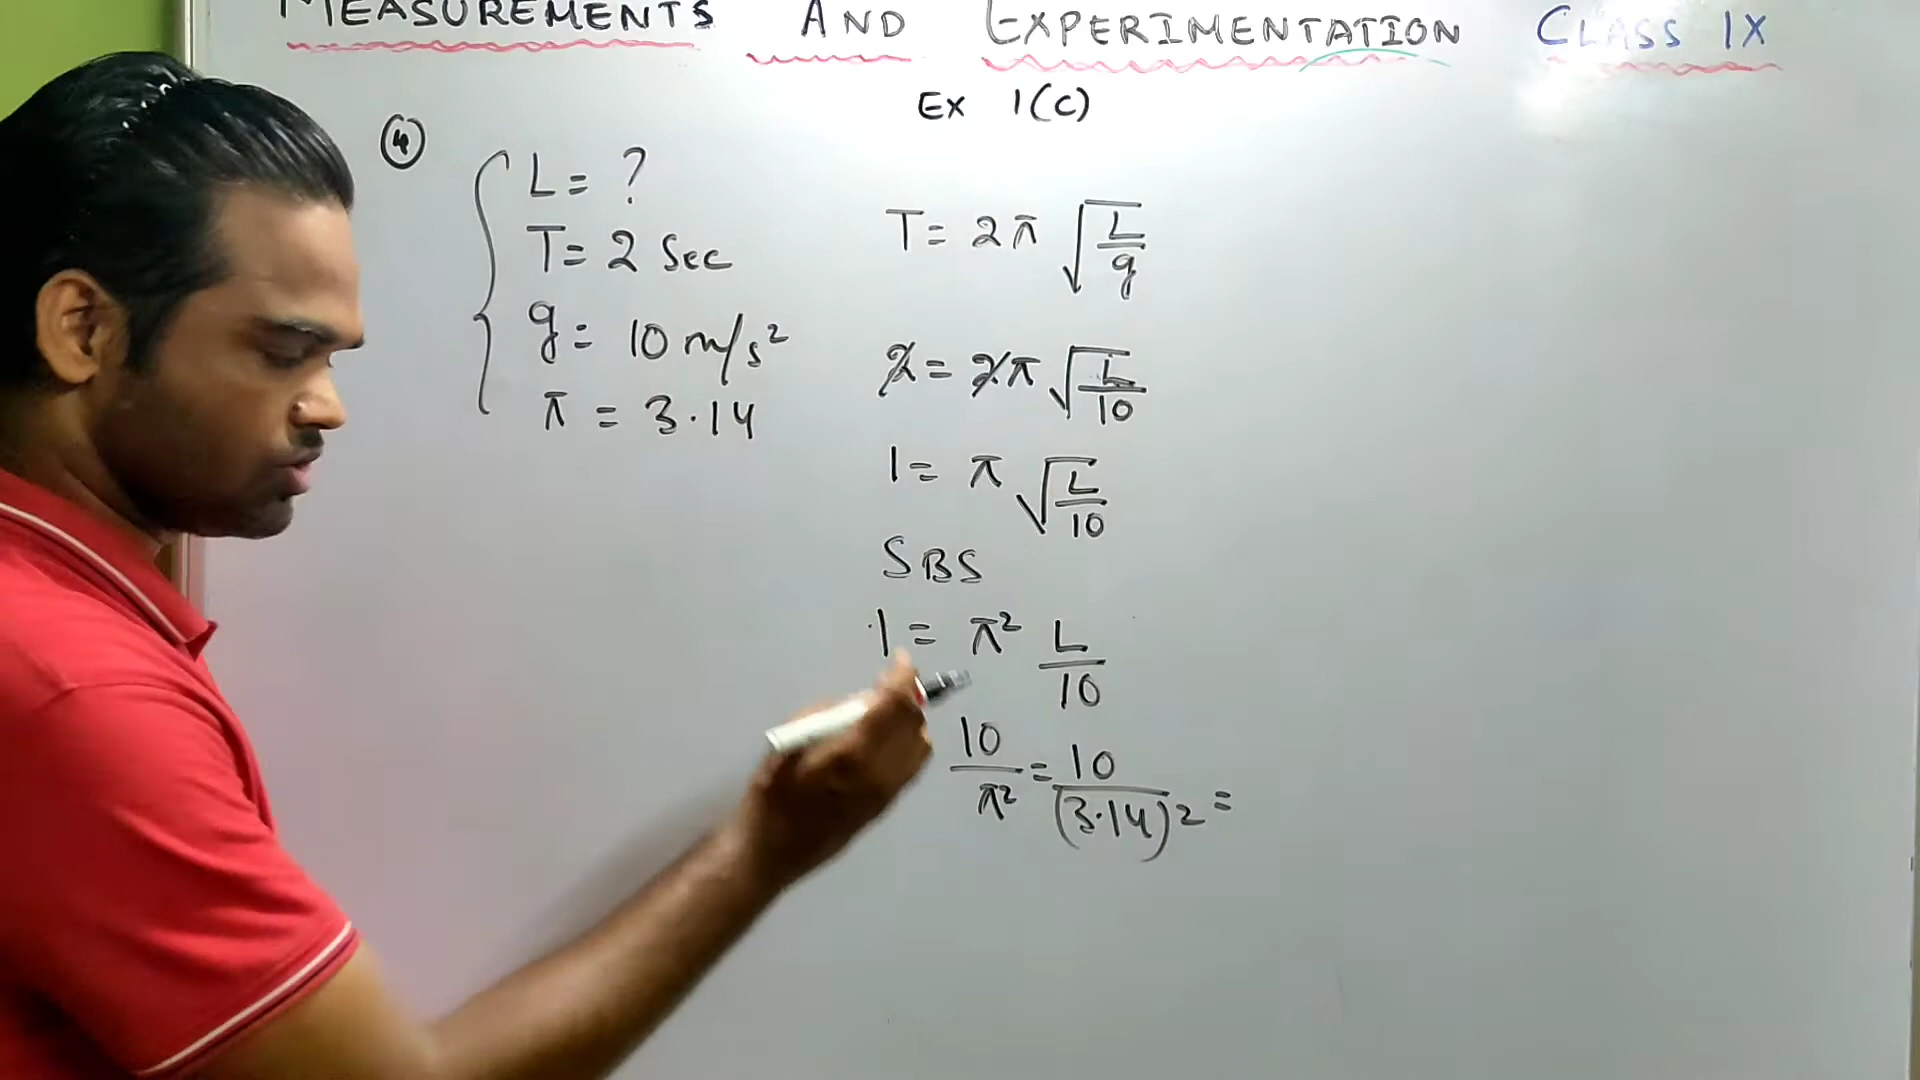 MEASUREMENTS AND EXPERIMENTATION CLASS IX
Ex 1(C)
4
L = ?
T = 2 Sec
g = 10 m/s²
π = 3.14
T = 2π √(L/g)
2 = 2π √(L/10)
1 = π √(L/10)
SBS
1 = π² L/10
10/π² = 10/(3.14)2 =